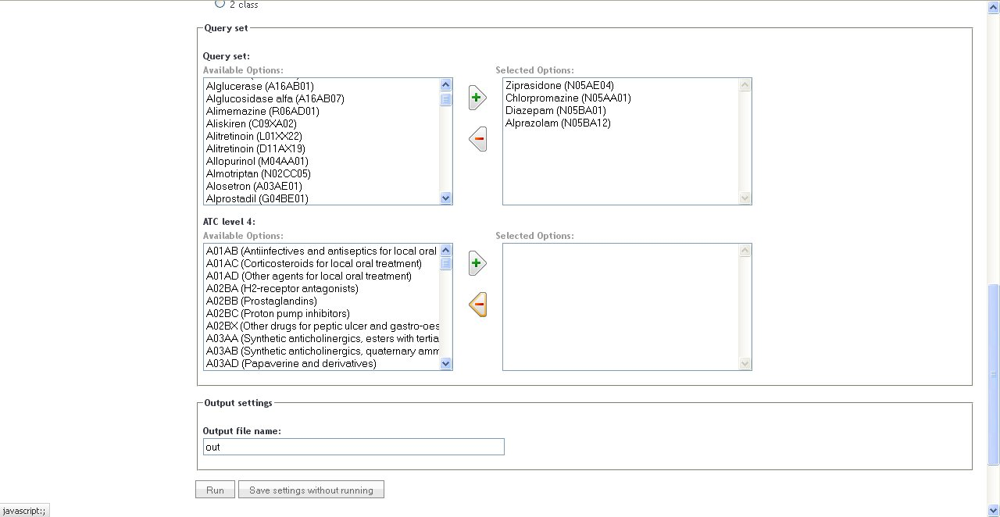 2 class
Query set
Query set:
Available Options:
Selected Options:
Alglucerase (A16AB01)
Alglucosidase alfa (A16AB07)
Alimemazine (R06AD01)
Aliskiren (C09XA02)
Alitretinoin (L01XX22)
Alitretinoin (D11AX19)
Allopurinol (M04AA01)
Almotriptan (N02CC05)
Alosetron (A03AE01)
Alprostadil (G04BE01)
Ziprasidone (N05AE04)
Chlorpromazine (N05AA01)
Diazepam (N05BA01)
Alprazolam (N05BA12)
ATC level 4:
Available Options:
Selected Options:
A01AB (Antiinfectives and antiseptics for local oral
A01AC (Corticosteroids for local oral treatment)
A01AD (Other agents for local oral treatment)
A02BA (H2-receptor antagonists)
A02BB (Prostaglandins)
A02BC (Proton pump inhibitors)
A02BX (Other drugs for peptic ulcer and gastro-oes
A03AA (Synthetic anticholinergics, esters with tertia
A03AB (Synthetic anticholinergics, quaternary amm
A03AD (Papaverine and derivatives)
Output settings
Output file name:
out
Run
Save settings without running
javascript:;